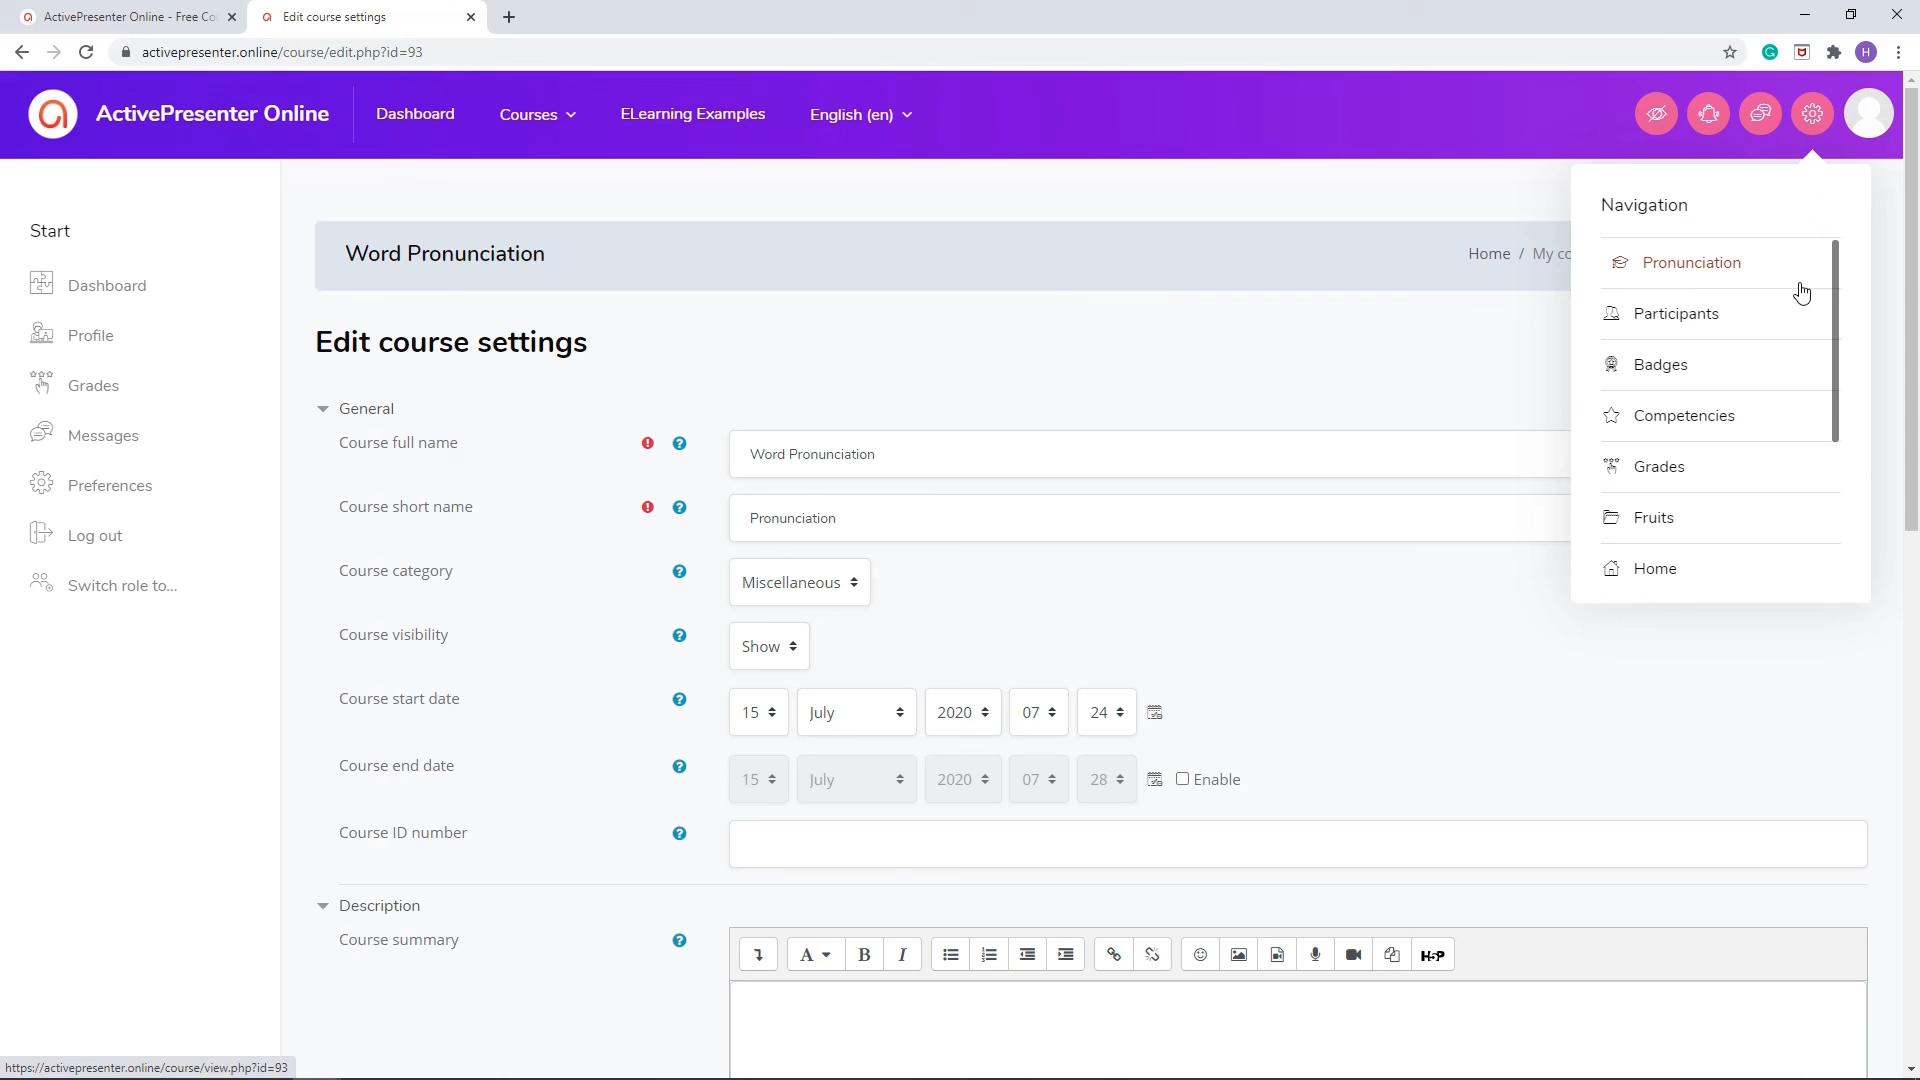 ActivePresenter Online - Free Co
Edit course settings
activepresenter.online/course/edit.php?id=93
H
ActivePresenter Online
Dashboard
Courses
ELearning Examples
English (en)
Start
Dashboard
Profile
Grades
Messages
Preferences
Log out
Switch role to...
Word Pronunciation
Home / My co
Navigation
Pronunciation
Participants
Badges
Competencies
Grades
Fruits
Home
Edit course settings
General
Course full name
Word Pronunciation
Course short name
Pronunciation
Course category
Miscellaneous
Course visibility
Show
Course start date
15 July 2020 07 24
Course end date
15 July 2020 07 28 Enable
Course ID number
Description
Course summary
A B I H-P
https://activepresenter.online/course/view.php?id=93